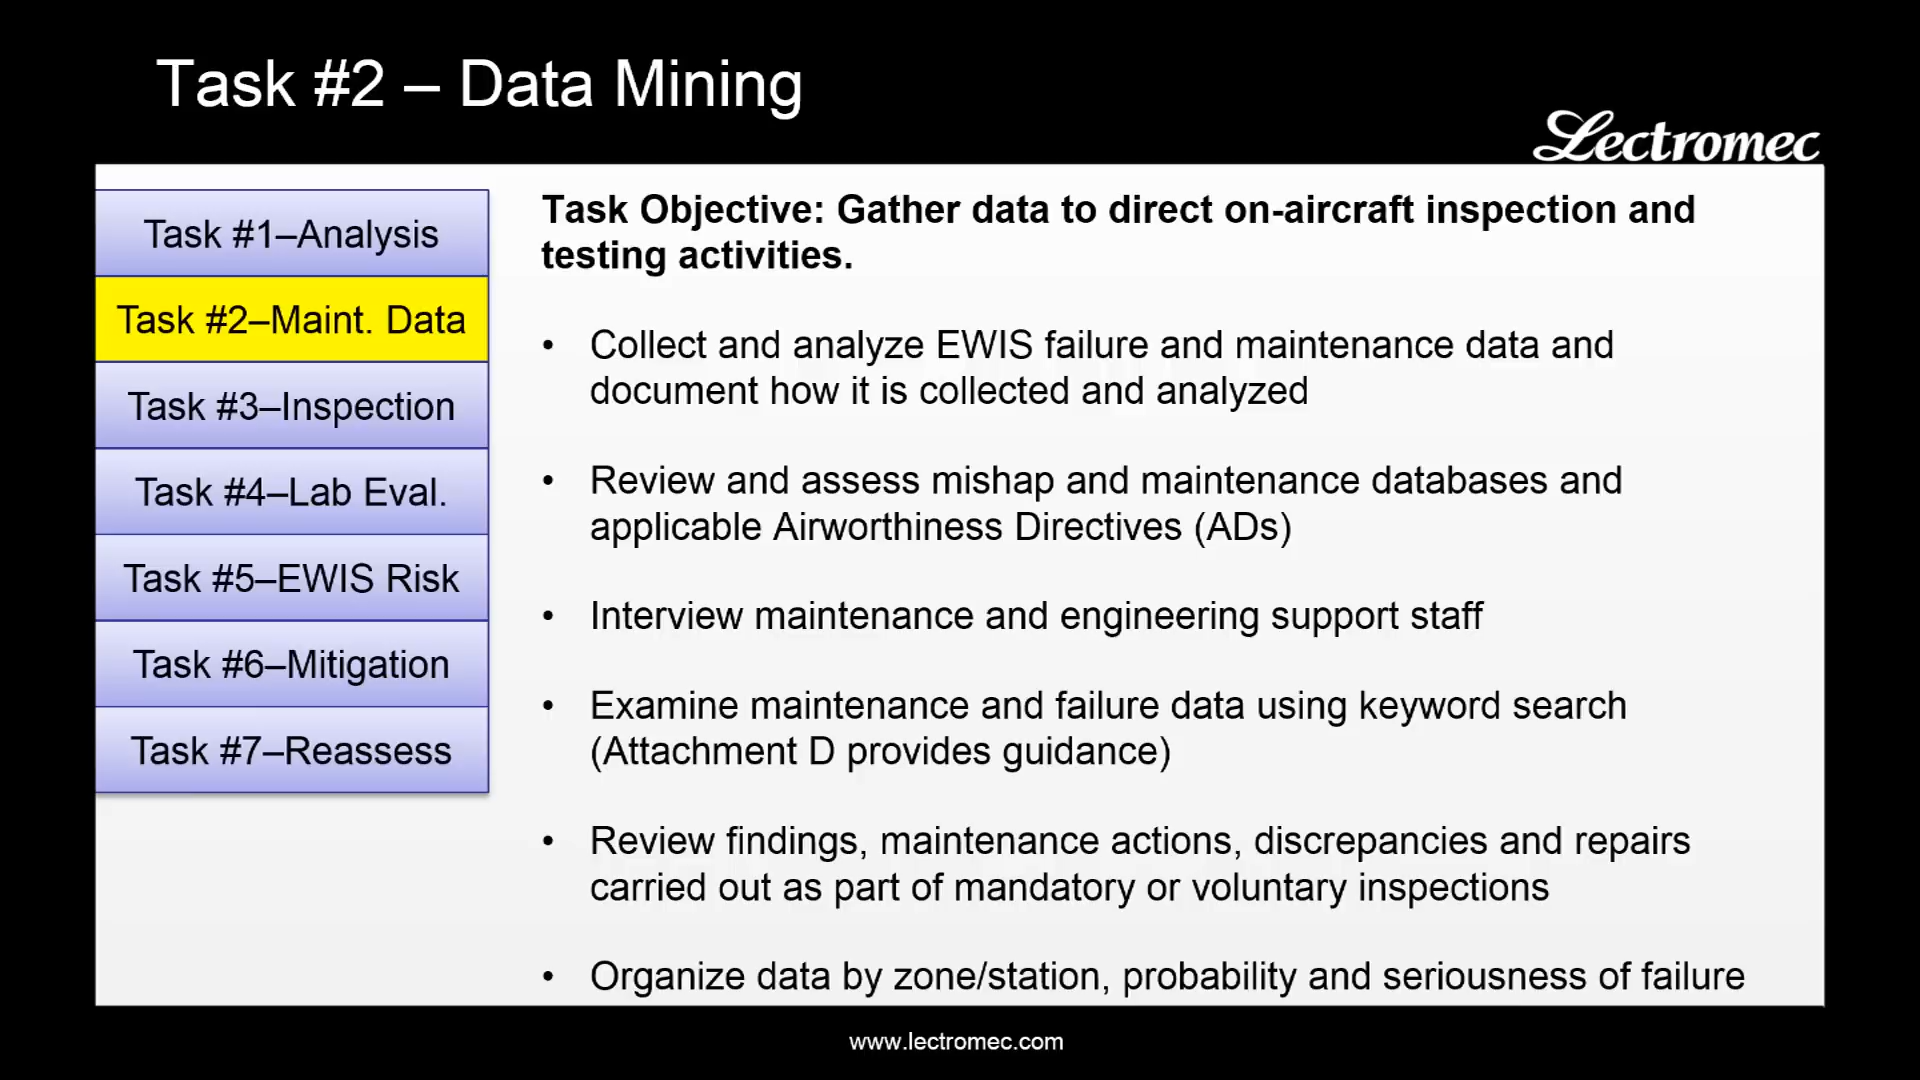 Task #2 – Data Mining
Lectromec
Task #1–Analysis
Task #2–Maint. Data
Task #3–Inspection
Task #4–Lab Eval.
Task #5–EWIS Risk
Task #6–Mitigation
Task #7–Reassess
Task Objective: Gather data to direct on-aircraft inspection and
testing activities.
• Collect and analyze EWIS failure and maintenance data and
document how it is collected and analyzed
• Review and assess mishap and maintenance databases and
applicable Airworthiness Directives (ADs)
• Interview maintenance and engineering support staff
• Examine maintenance and failure data using keyword search
(Attachment D provides guidance)
• Review findings, maintenance actions, discrepancies and repairs
carried out as part of mandatory or voluntary inspections
• Organize data by zone/station, probability and seriousness of failure
www.lectromec.com